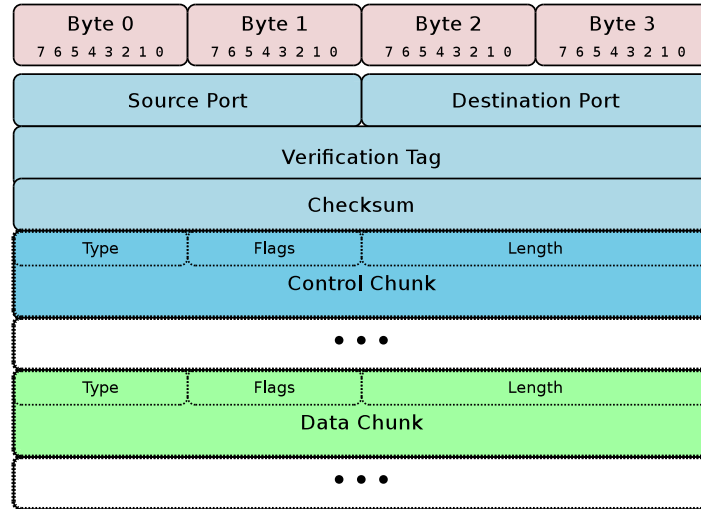 Byte 0 Byte 1 Byte 2 Byte 3
7 6 5 4 3 2 1 0 7 6 5 4 3 2 1 0 7 6 5 4 3 2 1 0 7 6 5 4 3 2 1 0
Source Port Destination Port
Verification Tag
Checksum
Type Flags Length
Control Chunk
• • •
Type Flags Length
Data Chunk
• • •